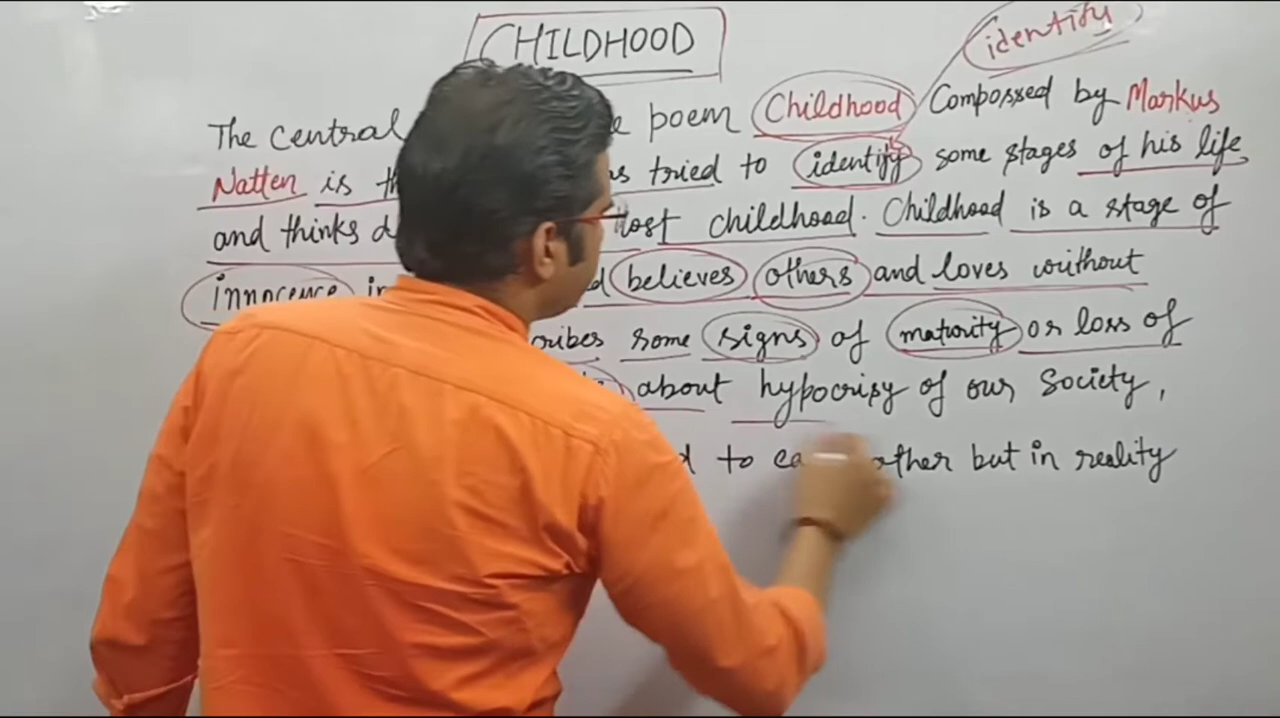 CHILDHOOD
identify
The central poem Childhood Compossed by Markus
Natten is tried to identify some stages of his life
and thinks lost childhood. Childhood is a stage of
innocence believes others and loves without
some signs of maturity or loss of
about hypocrisy of our society,
to other but in reality